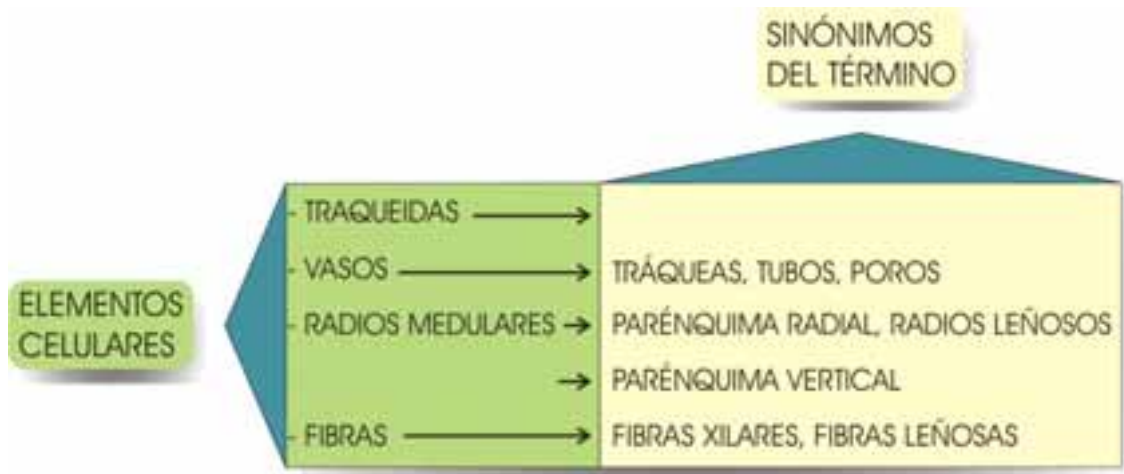 SINÓNIMOS
DEL TÉRMINO
ELEMENTOS
CELULARES
- TRAQUEIDAS →
- VASOS → TRÁQUEAS, TUBOS, POROS
- RADIOS MEDULARES → PARÉNQUIMA RADIAL, RADIOS LEÑOSOS
→ PARÉNQUIMA VERTICAL
- FIBRAS → FIBRAS XILARES, FIBRAS LEÑOSAS